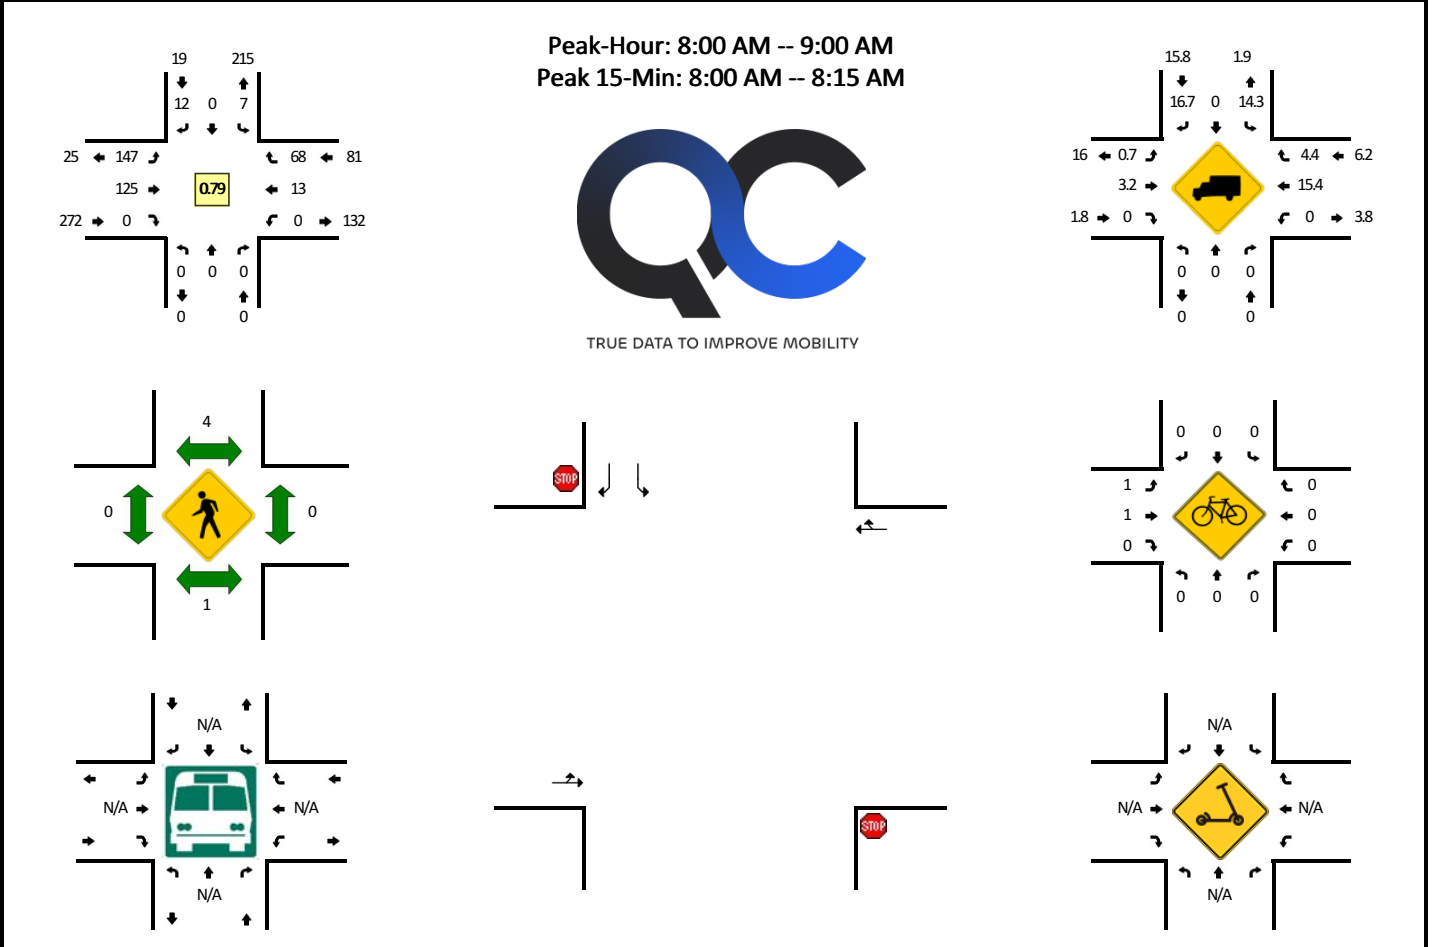 Peak-Hour: 8:00 AM -- 9:00 AM
Peak 15-Min: 8:00 AM -- 8:15 AM
19 215
12 0 7
25 147 68 81
125 0.79 13
272 0 0 132
0 0 0
0 0
QC
TRUE DATA TO IMPROVE MOBILITY
15.8 1.9
16.7 0 14.3
16 0.7 4.4 6.2
3.2 15.4
1.8 0 0 3.8
0 0 0
0 0
4
0 0
1
STOP
STOP
0 0 0
1 0
1 0
0 0
0 0 0
N/A
N/A N/A
N/A
N/A
N/A N/A
N/A